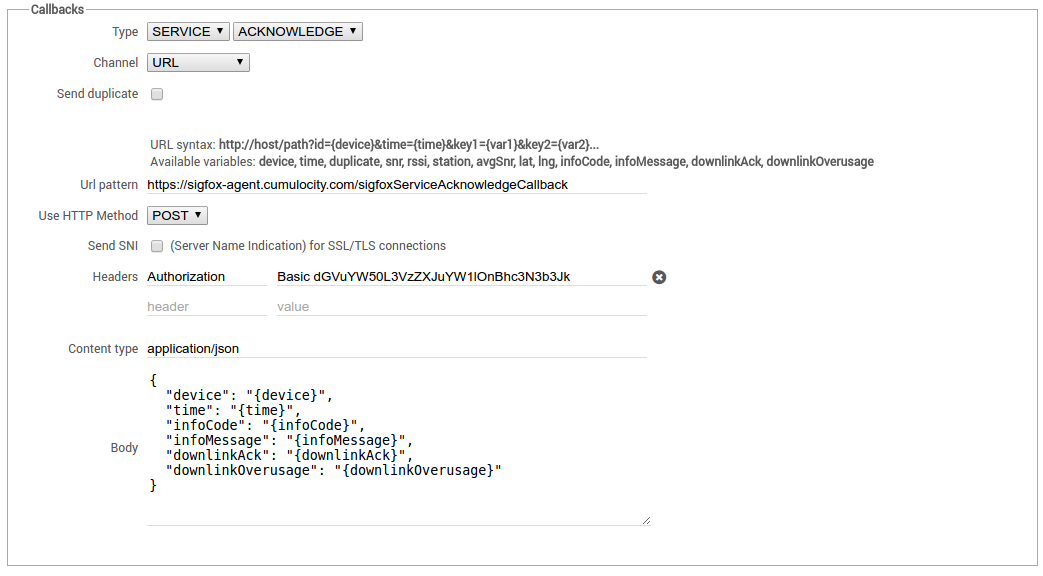 Callbacks
Type SERVICE ACKNOWLEDGE
Channel URL
Send duplicate
URL syntax: http://host/path?id={device}&time={time}&key1={var1}&key2={var2}...
Available variables: device, time, duplicate, snr, rssi, station, avgSnr, lat, lng, infoCode, infoMessage, downlinkAck, downlinkOverusage
Url pattern https://sigfox-agent.cumulocity.com/sigfoxServiceAcknowledgeCallback
Use HTTP Method POST
Send SNI (Server Name Indication) for SSL/TLS connections
Headers Authorization Basic dGVuYW50L3VzZXJuYW1lOnBhc3N3b3Jk
header value
Content type application/json
{
"device": "{device}",
"time": "{time}",
"infoCode": "{infoCode}",
"infoMessage": "{infoMessage}",
Body
"downlinkAck": "{downlinkAck}",
"downlinkOverusage": "{downlinkOverusage}"
}